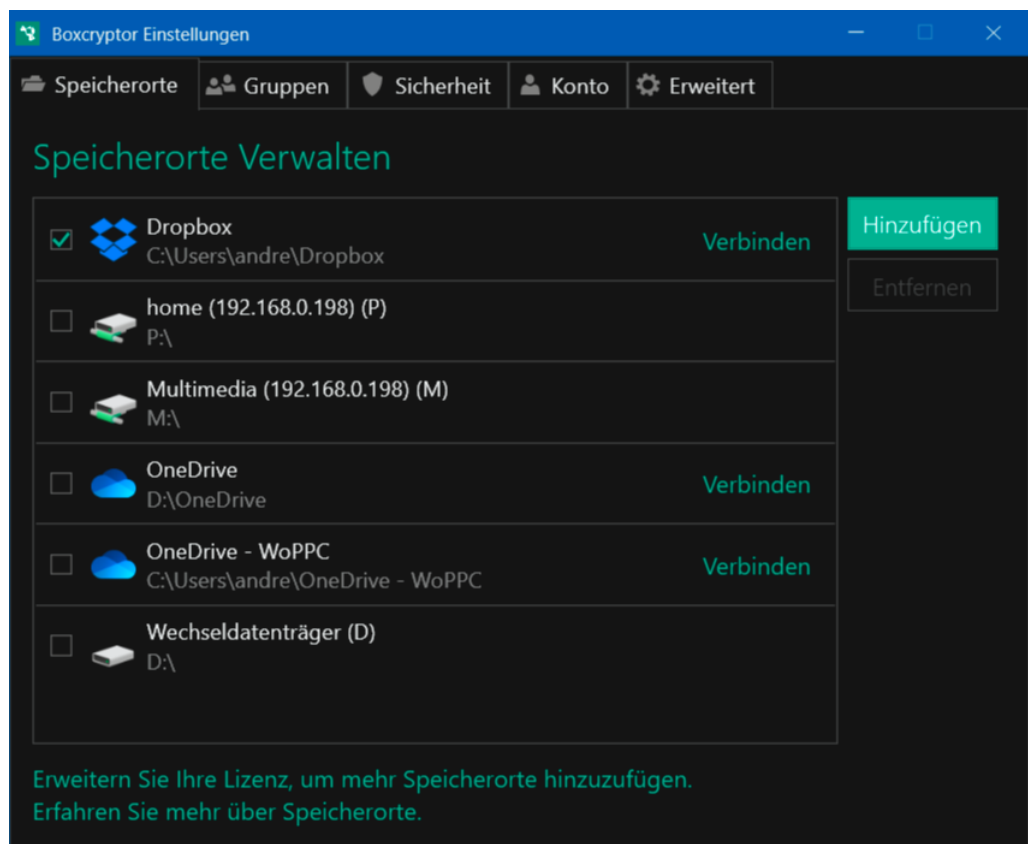 Boxcryptor Einstellungen
Speicherorte Gruppen Sicherheit Konto Erweitert
Speicherorte Verwalten
Dropbox
C:\Users\andre\Dropbox
Verbinden
Hinzufügen
Entfernen
home (192.168.0.198) (P)
P:\
Multimedia (192.168.0.198) (M)
M:\
OneDrive
D:\OneDrive
Verbinden
OneDrive - WoPPC
C:\Users\andre\OneDrive - WoPPC
Verbinden
Wechseldatenträger (D)
D:\
Erweitern Sie Ihre Lizenz, um mehr Speicherorte hinzuzufügen.
Erfahren Sie mehr über Speicherorte.